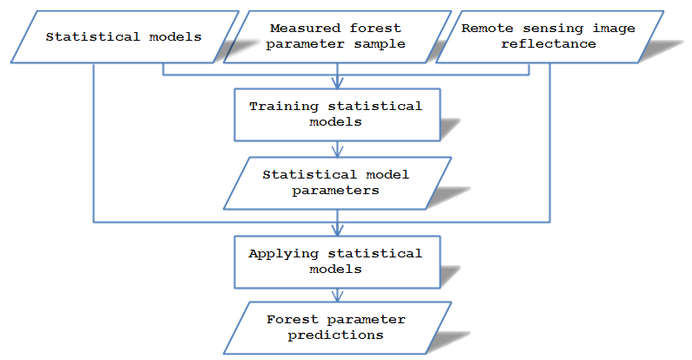 Statistical models
Measured forest
parameter sample
Remote sensing image
reflectance
Training statistical
models
Statistical model
parameters
Applying statistical
models
Forest parameter
predictions